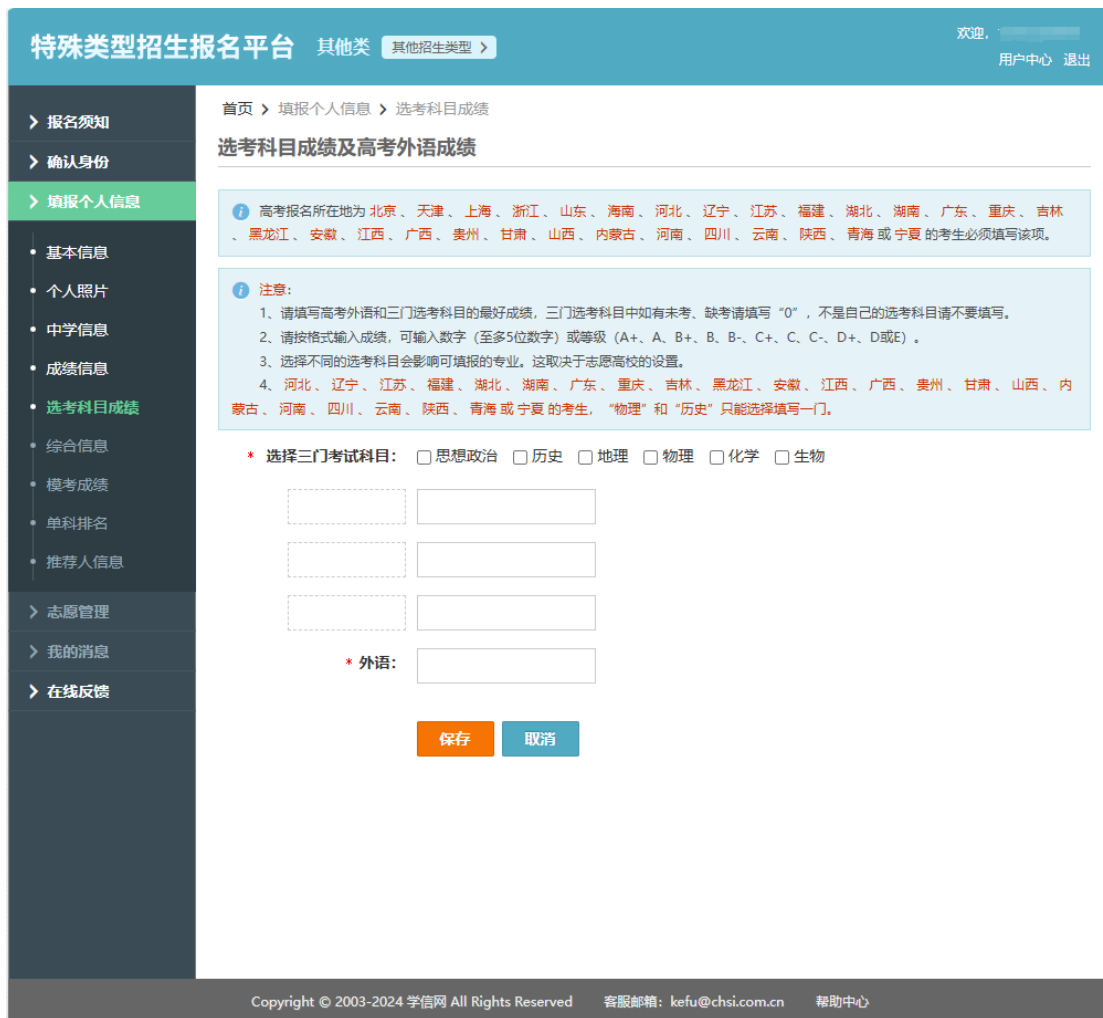 特殊类型招生报名平台 其他类 其他招生类型
欢迎,
用户中心 退出
报名须知
确认身份
填报个人信息
基本信息
个人照片
中学信息
成绩信息
选考科目成绩
综合信息
模考成绩
单科排名
推荐人信息
志愿管理
我的消息
在线反馈
首页 > 填报个人信息 > 选考科目成绩
选考科目成绩及高考外语成绩
高考报名所在地为 北京 、 天津 、 上海 、 浙江 、 山东 、 海南 、 河北 、 辽宁 、 江苏 、 福建 、 湖北 、 湖南 、 广东 、 重庆 、 吉林
、 黑龙江 、 安徽 、 江西 、 广西 、 贵州 、 甘肃 、 山西 、 内蒙古 、 河南 、 四川 、 云南 、 陕西 、 青海 或 宁夏 的考生必须填写该项。
注意:
1、请填写高考外语和三门选考科目的最好成绩，三门选考科目中如有未考、缺考请填写“0”，不是自己的选考科目请不要填写。
2、请按格式输入成绩，可输入数字（至多5位数字）或等级（A+、A、B+、B、B-、C+、C、C-、D+、D或E）。
3、选择不同的选考科目会影响可填报的专业。这取决于志愿高校的设置。
4、 河北 、 辽宁 、 江苏 、 福建 、 湖北 、 湖南 、 广东 、 重庆 、 吉林 、 黑龙江 、 安徽 、 江西 、 广西 、 贵州 、 甘肃 、 山西 、 内
蒙古 、 河南 、 四川 、 云南 、 陕西 、 青海 或 宁夏 的考生，“物理”和“历史”只能选择填写一门。
* 选择三门考试科目： 思想政治 历史 地理 物理 化学 生物
* 外语：
保存 取消
Copyright © 2003-2024 学信网 All Rights Reserved 客服邮箱：kefu@chsi.com.cn 帮助中心